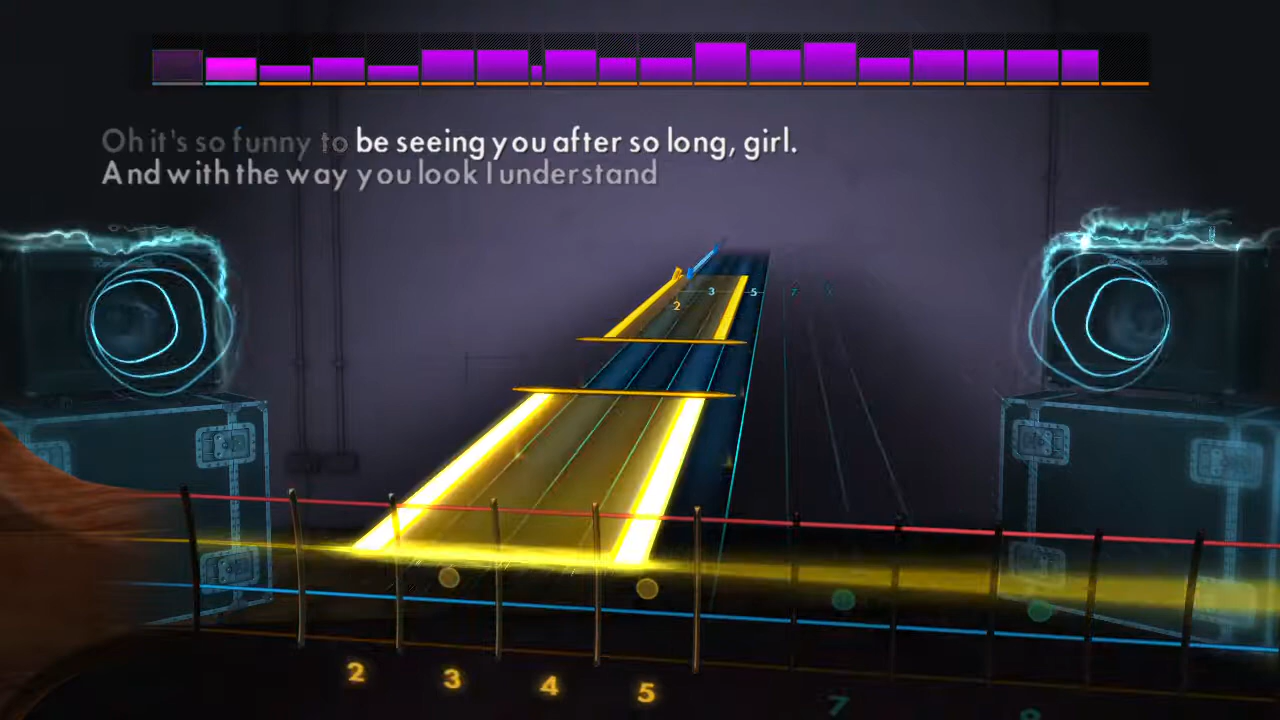 Oh it's so funny to be seeing you after so long, girl.
And with the way you look I understand
3 5 7
2
2 3 4 5 7